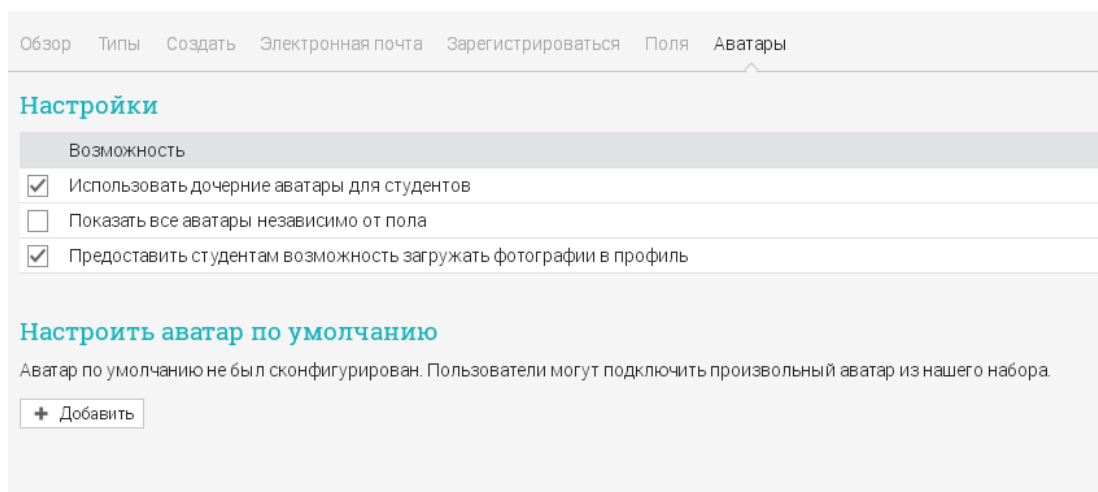 Обзор Типы Создать Электронная почта Зарегистрироваться Поля Аватары
Настройки
Возможность
Использовать дочерние аватары для студентов
Показать все аватары независимо от пола
Предоставить студентам возможность загружать фотографии в профиль
Настроить аватар по умолчанию
Аватар по умолчанию не был сконфигурирован. Пользователи могут подключить произвольный аватар из нашего набора.
+ Добавить